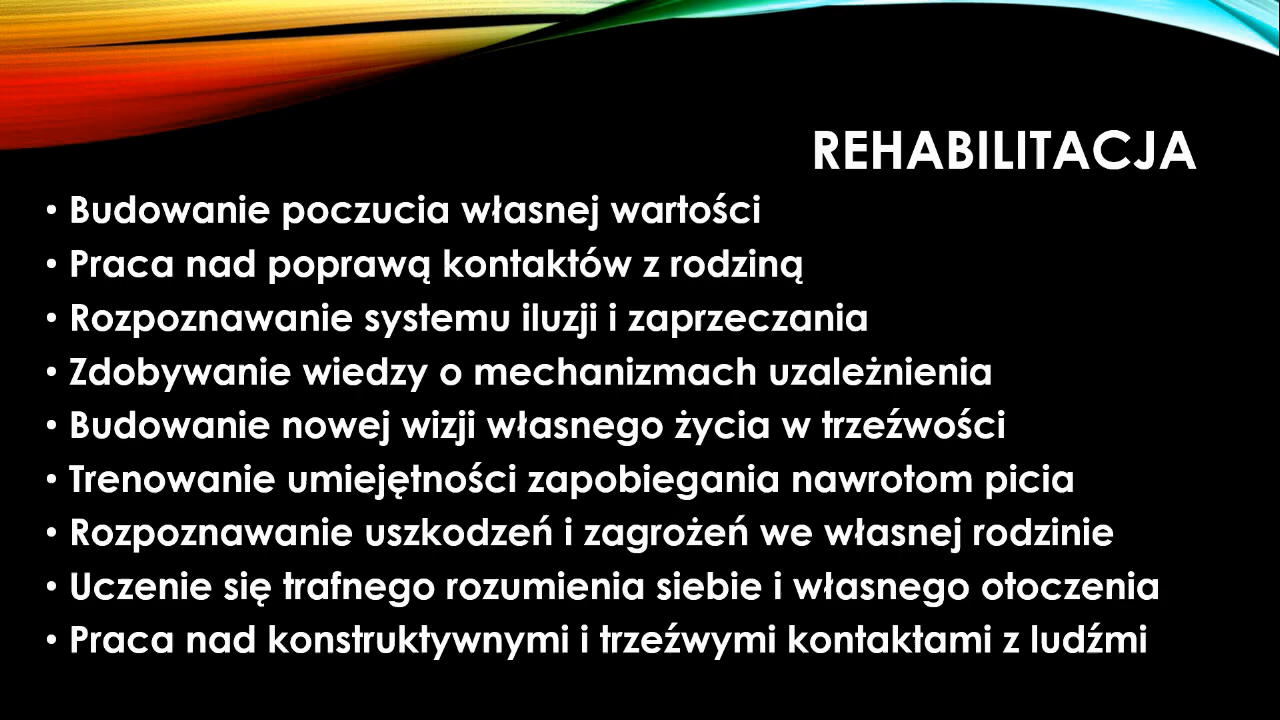 REHABILITACJA
• Budowanie poczucia własnej wartości
• Praca nad poprawą kontaktów z rodziną
• Rozpoznawanie systemu iluzji i zaprzeczania
• Zdobywanie wiedzy o mechanizmach uzależnienia
• Budowanie nowej wizji własnego życia w trzeźwości
• Trenowanie umiejętności zapobiegania nawrotom picia
• Rozpoznawanie uszkodzeń i zagrożeń we własnej rodzinie
• Uczenie się trafnego rozumienia siebie i własnego otoczenia
• Praca nad konstruktywnymi i trzeźwymi kontaktami z ludźmi